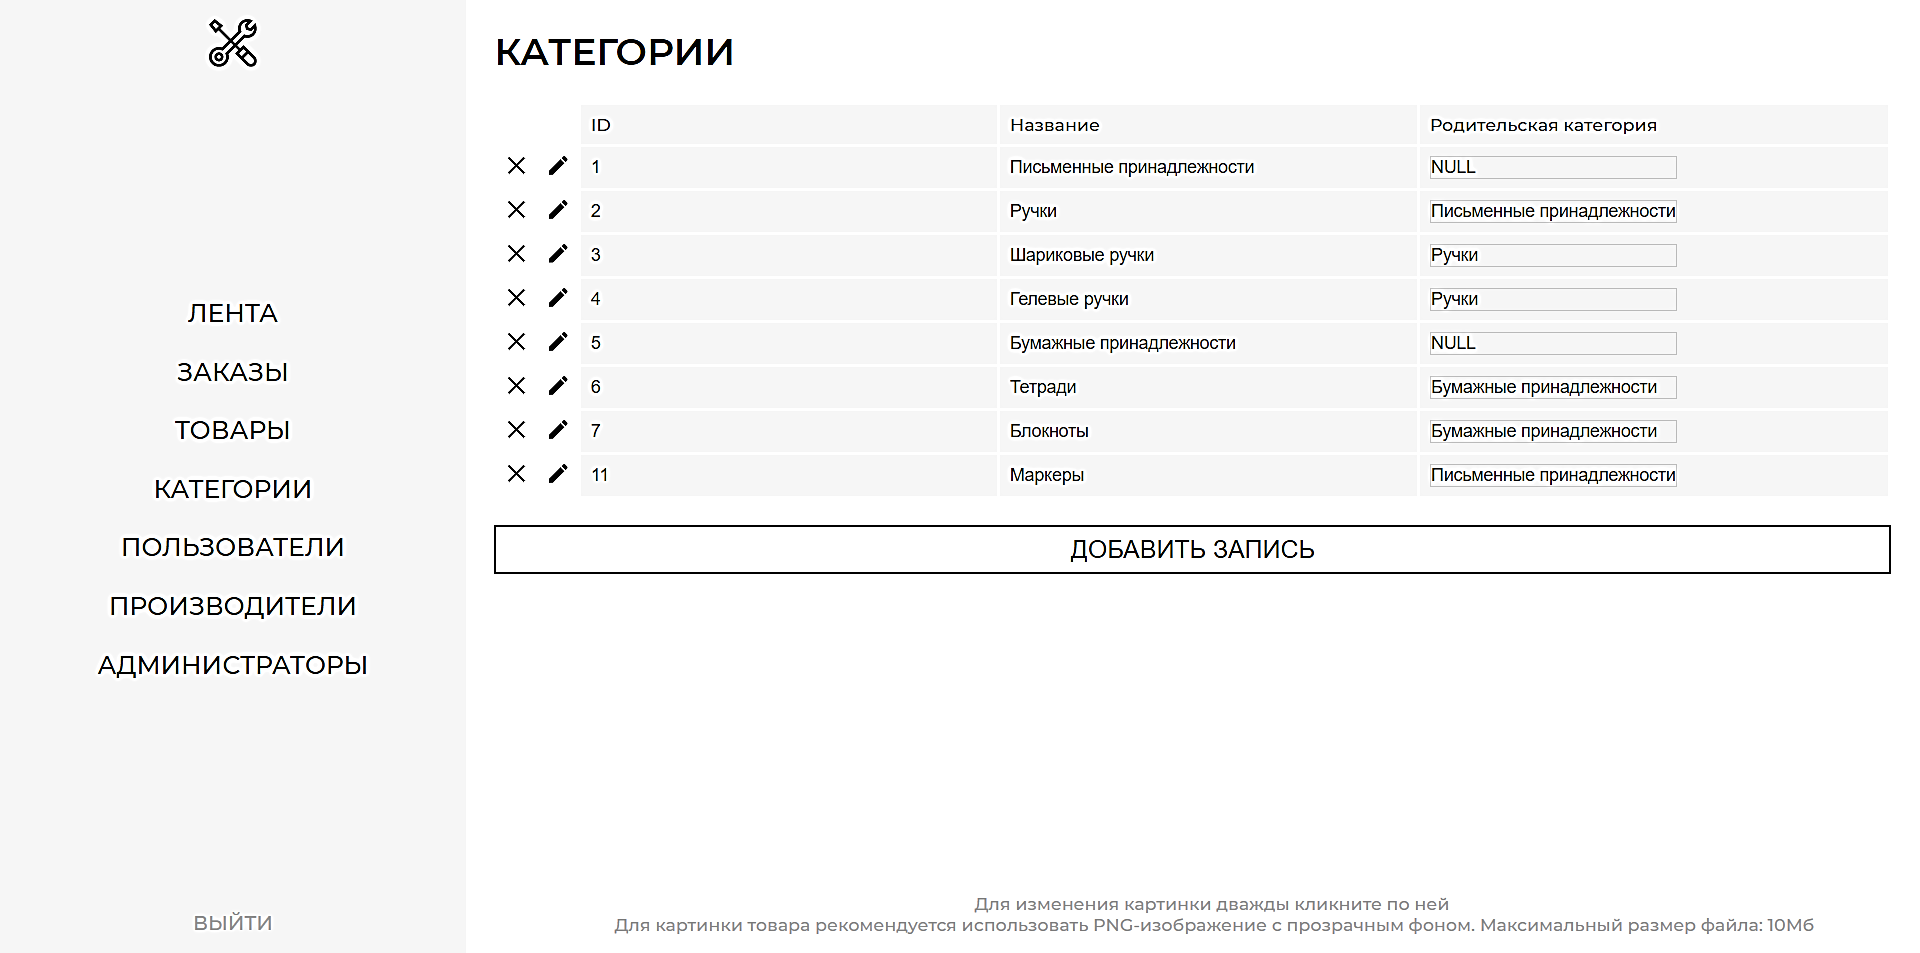 КАТЕГОРИИ
ID Название Родительская категория
1 Письменные принадлежности NULL
2 Ручки Письменные принадлежности
3 Шариковые ручки Ручки
4 Гелевые ручки Ручки
5 Бумажные принадлежности NULL
6 Тетради Бумажные принадлежности
7 Блокноты Бумажные принадлежности
11 Маркеры Письменные принадлежности
ДОБАВИТЬ ЗАПИСЬ
ЛЕНТА
ЗАКАЗЫ
ТОВАРЫ
КАТЕГОРИИ
ПОЛЬЗОВАТЕЛИ
ПРОИЗВОДИТЕЛИ
АДМИНИСТРАТОРЫ
ВЫЙТИ
Для изменения картинки дважды кликните по ней
Для картинки товара рекомендуется использовать PNG-изображение с прозрачным фоном. Максимальный размер файла: 10Мб